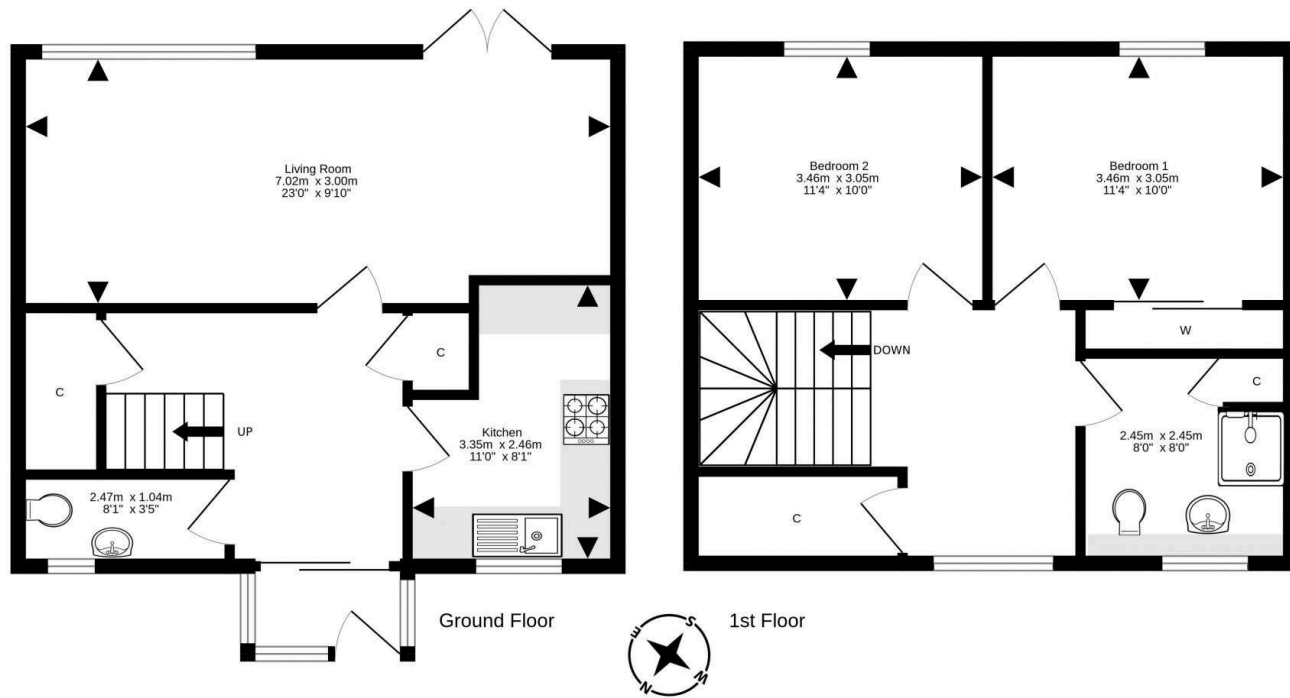 Living Room
7.02m x 3.00m
23'0" x 9'10"
C
UP
2.47m x 1.04m
8'1" x 3'5"
C
Kitchen
3.35m x 2.46m
11'0" x 8'1"
Ground Floor
Bedroom 2
3.46m x 3.05m
11'4" x 10'0"
Bedroom 1
3.46m x 3.05m
11'4" x 10'0"
DOWN
W
C
2.45m x 2.45m
8'0" x 8'0"
C
1st Floor
E
S
N
W